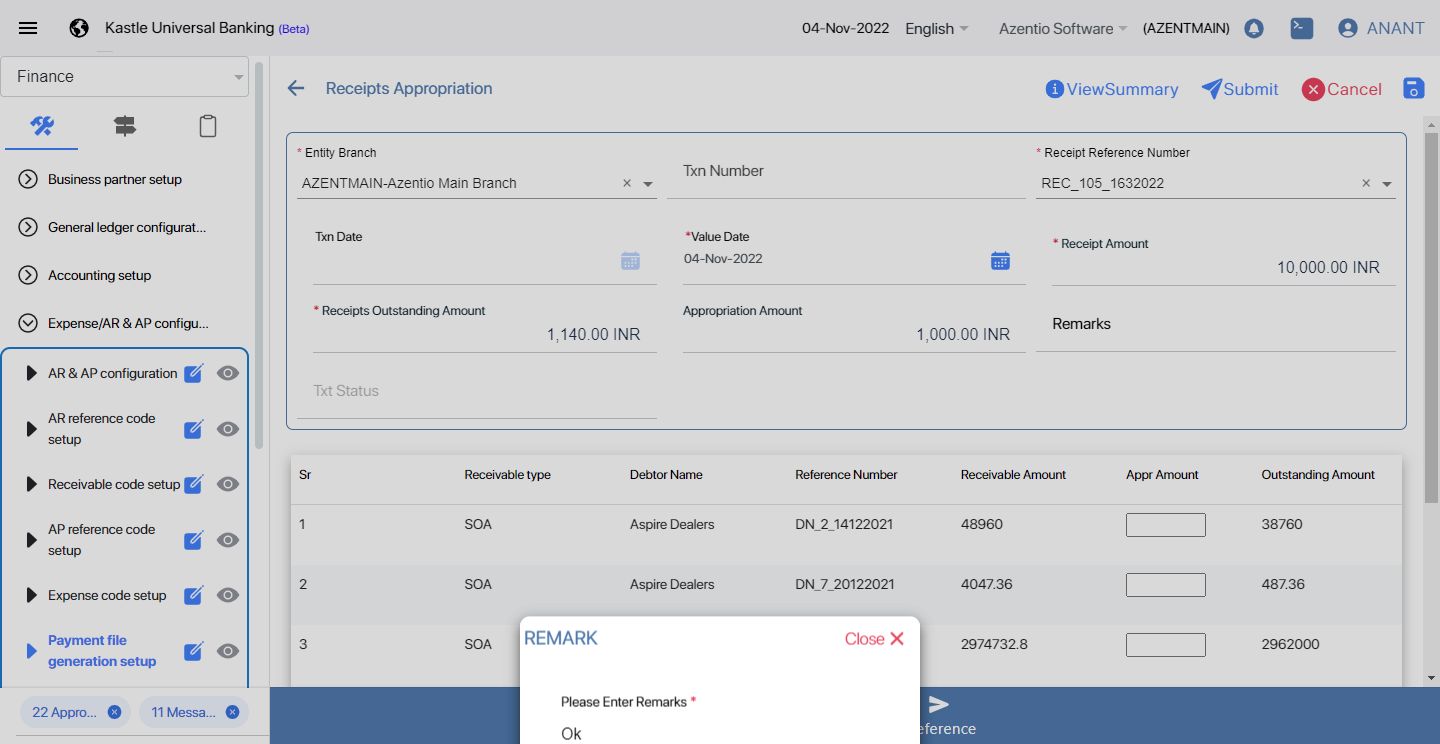 Kastle Universal Banking (Beta)
04-Nov-2022 English Azentio Software (AZENTMAIN) ANANT
Finance
Receipts Appropriation
ViewSummary Submit Cancel
Business partner setup
General ledger configurat...
Accounting setup
Expense/AR & AP configu...
AR & AP configuration
AR reference code
setup
Receivable code setup
AP reference code
setup
Expense code setup
Payment file
generation setup
22 Appro... 11 Messa...
* Entity Branch
AZENTMAIN-Azentio Main Branch
Txn Number
* Receipt Reference Number
REC_105_1632022
Txn Date
*Value Date
04-Nov-2022
* Receipt Amount
10,000.00 INR
* Receipts Outstanding Amount
1,140.00 INR
Appropriation Amount
1,000.00 INR
Remarks
Txt Status
Sr Receivable type Debtor Name Reference Number Receivable Amount Appr Amount Outstanding Amount
1 SOA Aspire Dealers DN_2_14122021 48960 38760
2 SOA Aspire Dealers DN_7_20122021 4047.36 487.36
3 SOA 2974732.8 2962000
REMARK Close
Please Enter Remarks *
Ok
eference